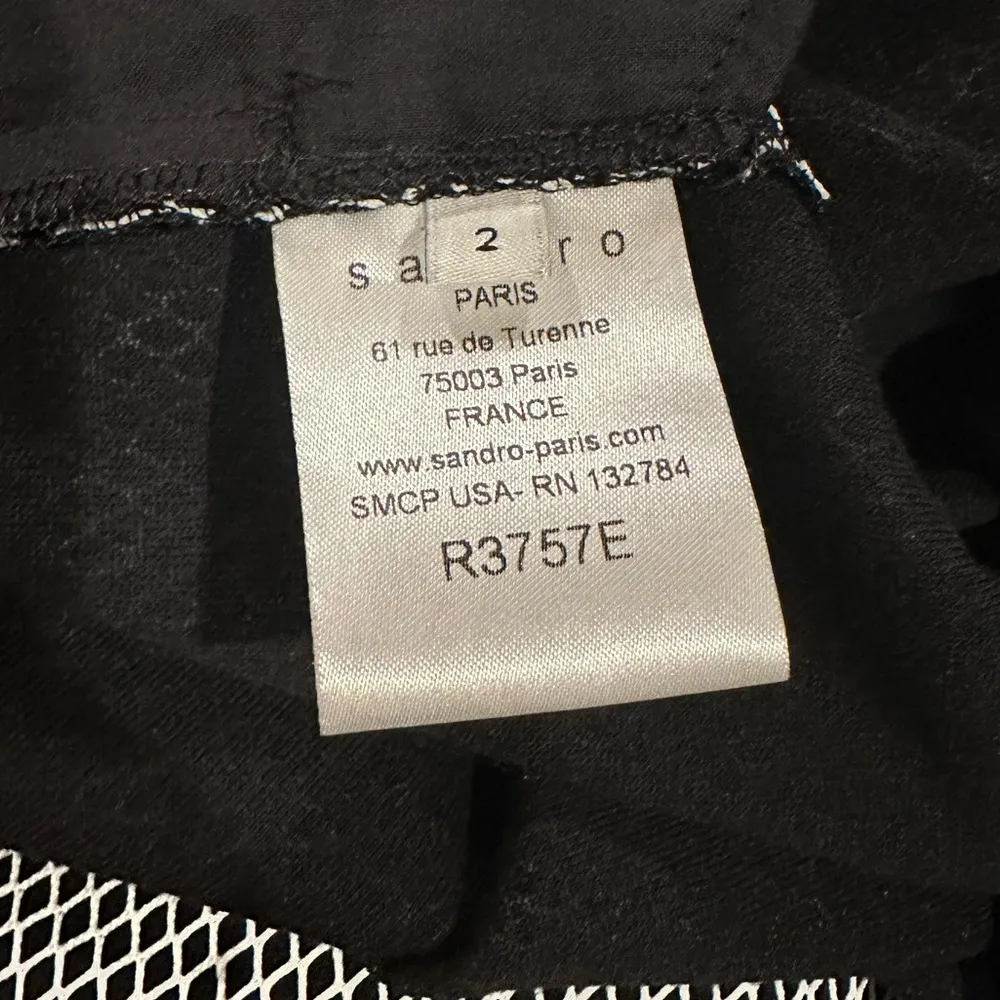 2
sa ro
PARIS
61 rue de Turenne
75003 Paris
FRANCE
www.sandro-paris.com
SMCP USA- RN 132784
R3757E